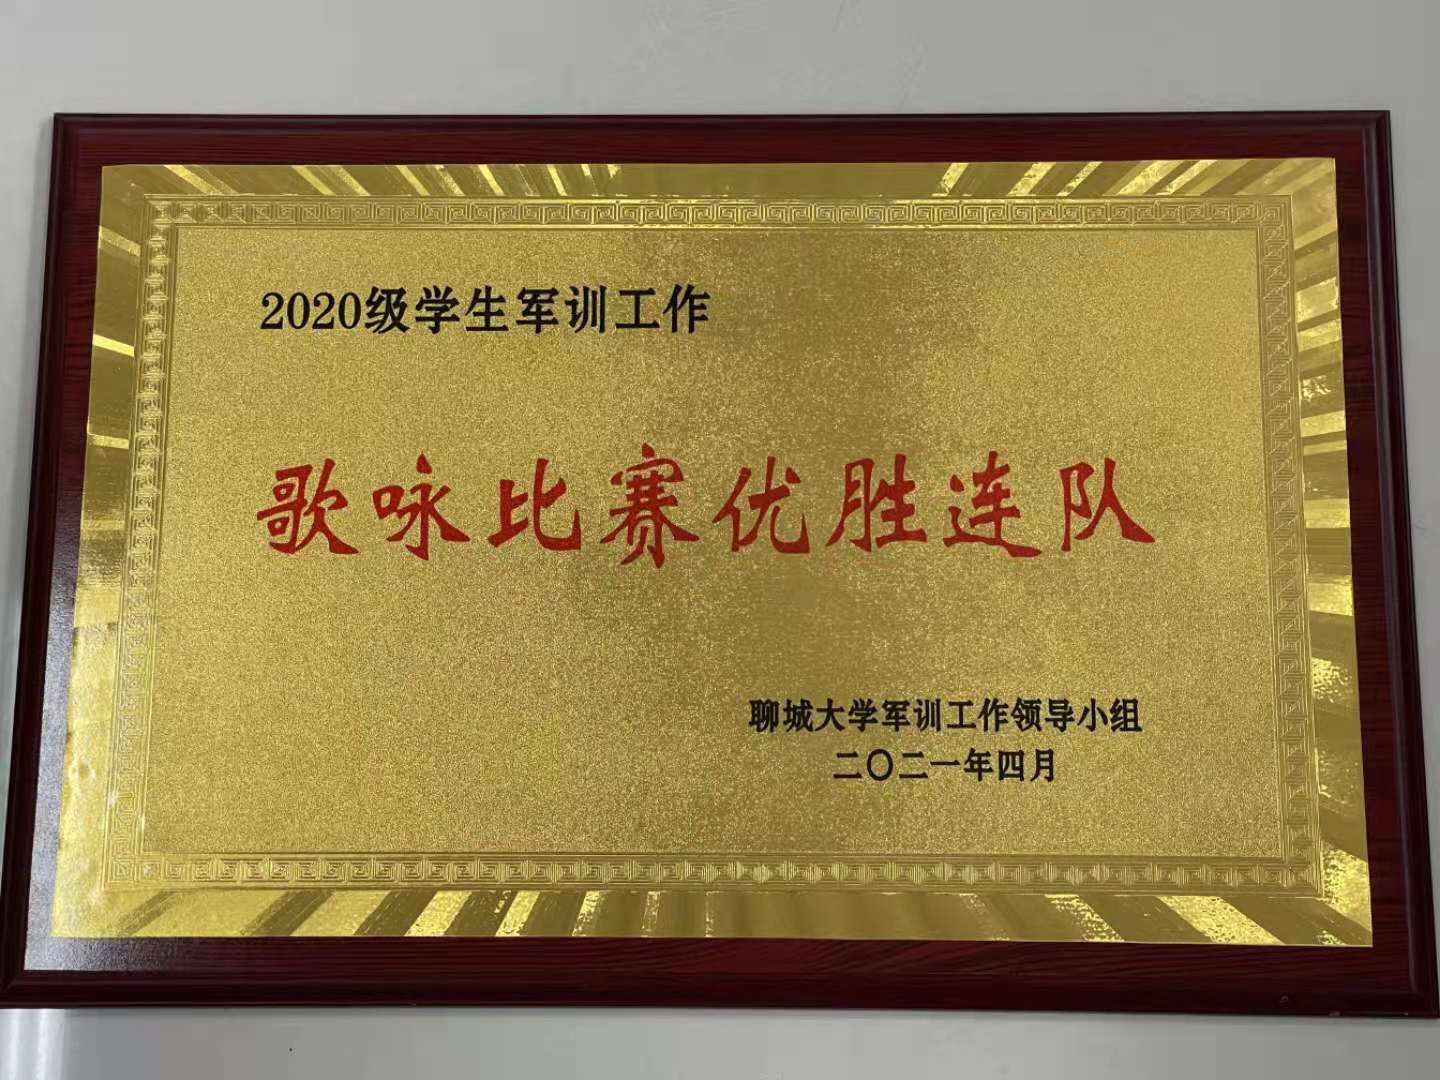 2020级学生军训工作
歌咏比赛优胜连队
聊城大学军训工作领导小组
二〇二一年四月